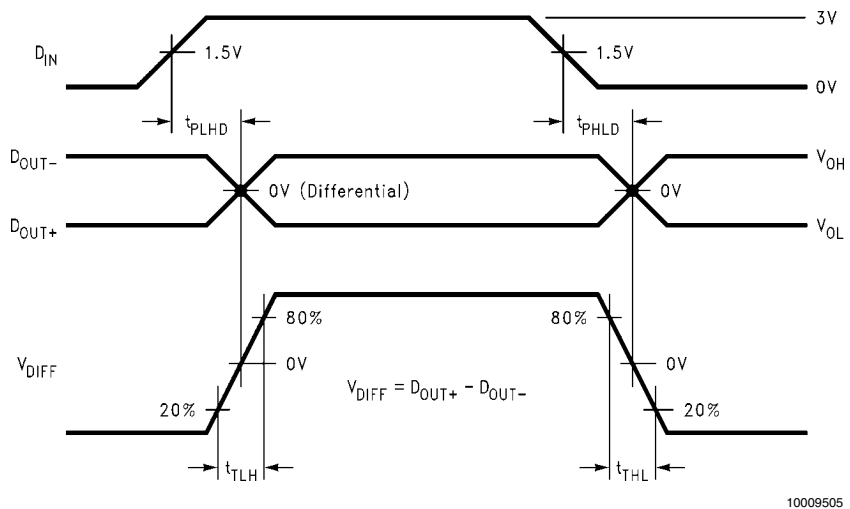 3V
D_IN
1.5V
1.5V
0V
t_PLHD
t_PHLD
D_OUT-
V_OH
0V (Differential)
0V
D_OUT+
V_OL
80%
80%
V_DIFF
0V
0V
V_DIFF = D_OUT+ - D_OUT-
20%
20%
t_TLH
t_THL
10009505